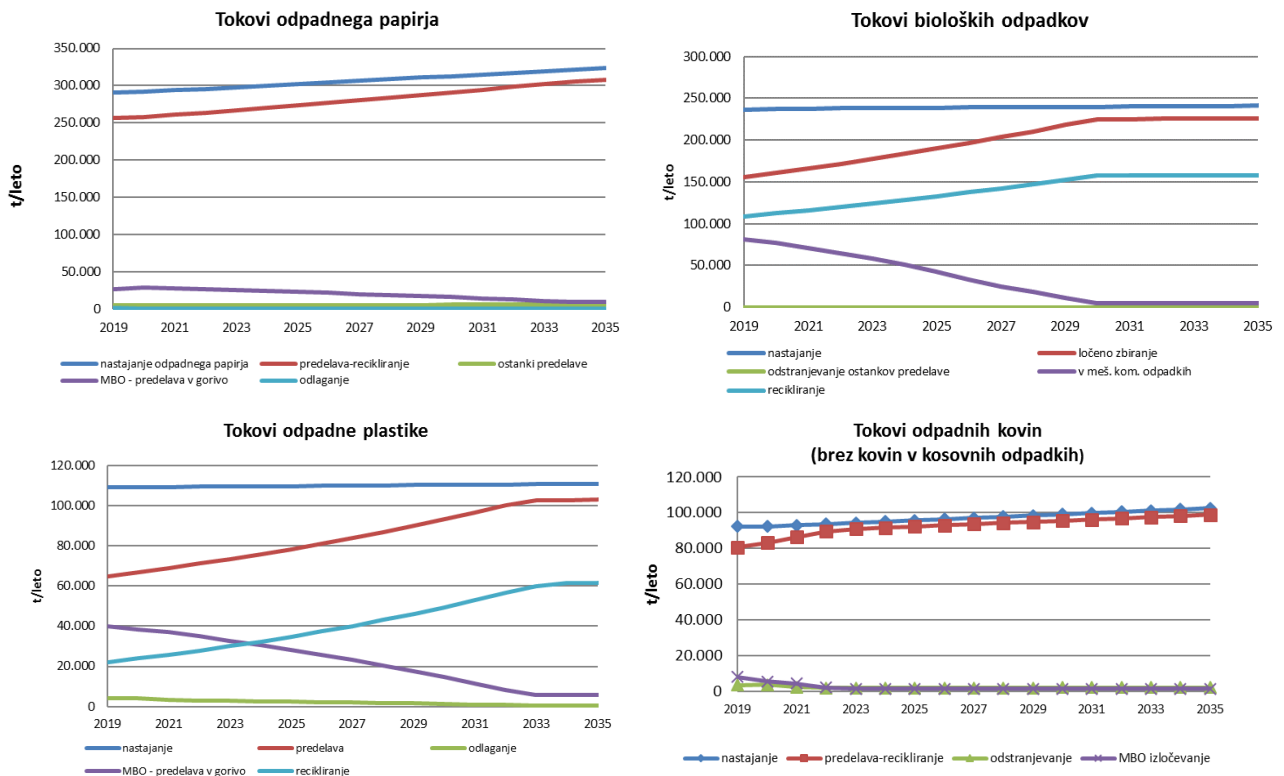 Tokovi odpadnega papirja
350.000
300.000
250.000
200.000
150.000
100.000
50.000
0
t/leto
2019 2021 2023 2025 2027 2029 2031 2033 2035
nastajanje odpadnega papirja predelava-recikliranje ostanki predelave
MBO - predelava v gorivo odlaganje
Tokovi bioloških odpadkov
300.000
250.000
200.000
150.000
100.000
50.000
0
t/leto
2019 2021 2023 2025 2027 2029 2031 2033 2035
nastajanje ločeno zbiranje
odstranjevanje ostankov predelave v meš. kom. odpadkih
recikliranje
Tokovi odpadne plastike
120.000
100.000
80.000
60.000
40.000
20.000
0
t/leto
2019 2021 2023 2025 2027 2029 2031 2033 2035
nastajanje predelava odlaganje
MBO - predelava v gorivo recikliranje
Tokovi odpadnih kovin
(brez kovin v kosovnih odpadkih)
120.000
100.000
80.000
60.000
40.000
20.000
0
t/leto
2019 2021 2023 2025 2027 2029 2031 2033 2035
nastajanje predelava-recikliranje odstranjevanje MBO izločevanje